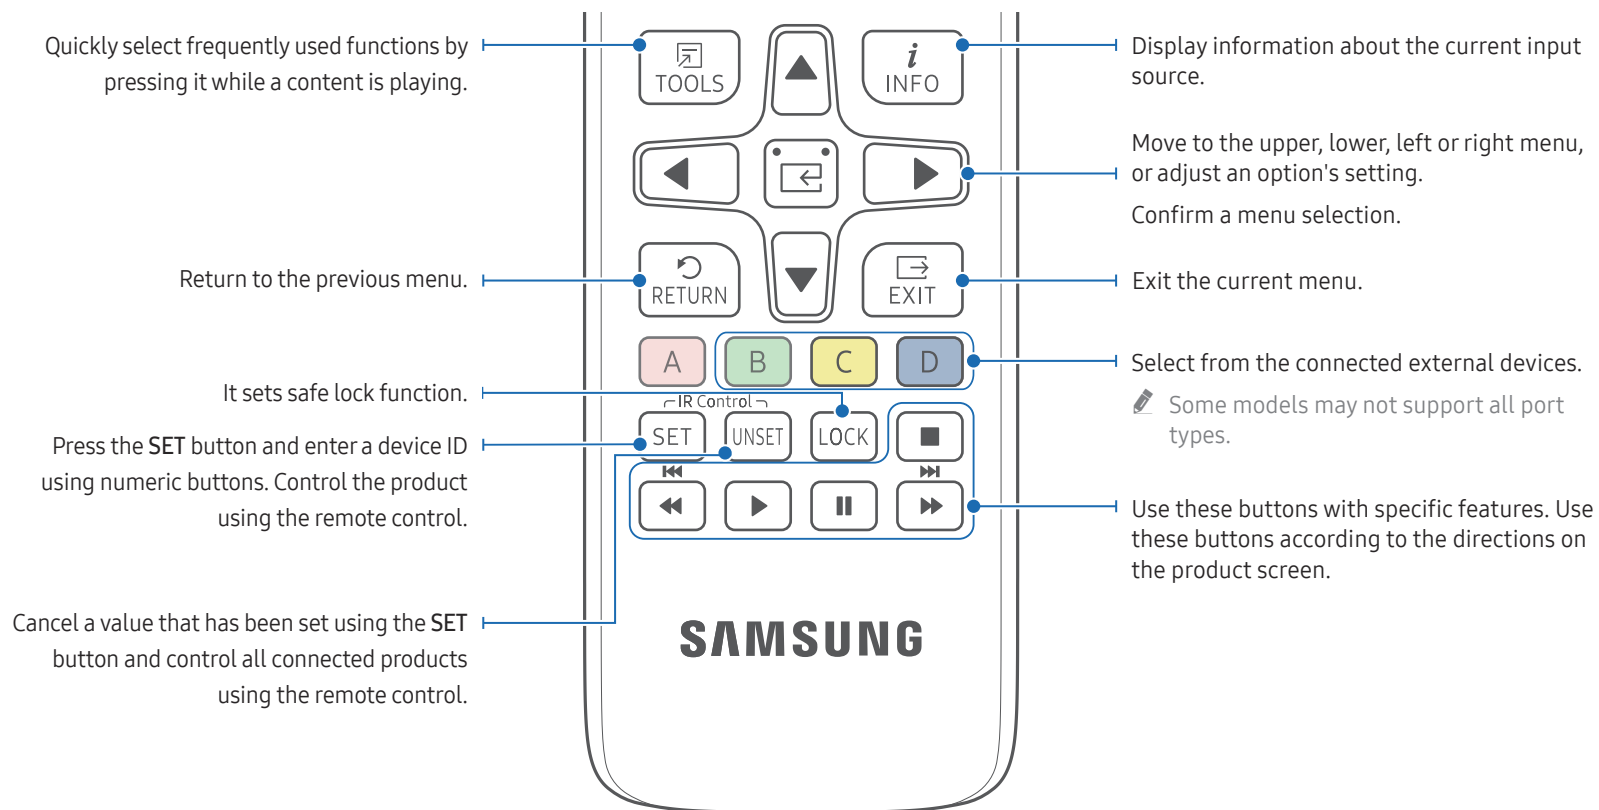 Quickly select frequently used functions by
pressing it while a content is playing.
TOOLS
i
INFO
Display information about the current input
source.
Move to the upper, lower, left or right menu,
or adjust an option's setting.
Confirm a menu selection.
Return to the previous menu.
RETURN
EXIT
Exit the current menu.
A
B
C
D
Select from the connected external devices.
Some models may not support all port
types.
It sets safe lock function.
IR Control
SET
UNSET
LOCK
Press the SET button and enter a device ID
using numeric buttons. Control the product
using the remote control.
Use these buttons with specific features. Use
these buttons according to the directions on
the product screen.
Cancel a value that has been set using the SET
button and control all connected products
using the remote control.
SAMSUNG